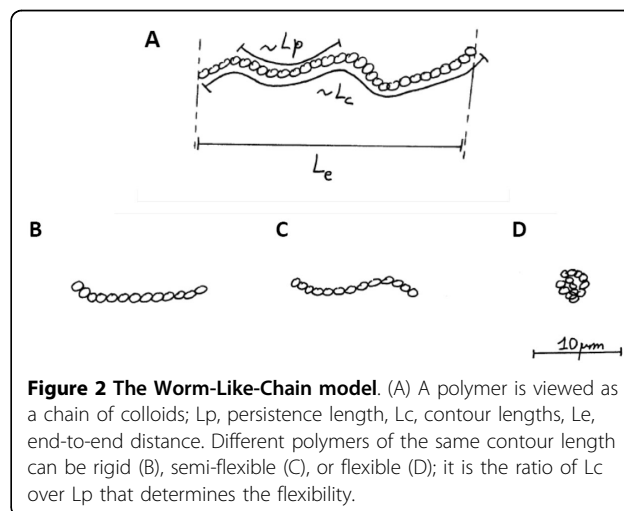 A
~Lp
~Lc
Le
B
C
D
10µm
Figure 2 The Worm-Like-Chain model. (A) A polymer is viewed as
a chain of colloids; Lp, persistence length, Lc, contour lengths, Le,
end-to-end distance. Different polymers of the same contour length
can be rigid (B), semi-flexible (C), or flexible (D); it is the ratio of Lc
over Lp that determines the flexibility.